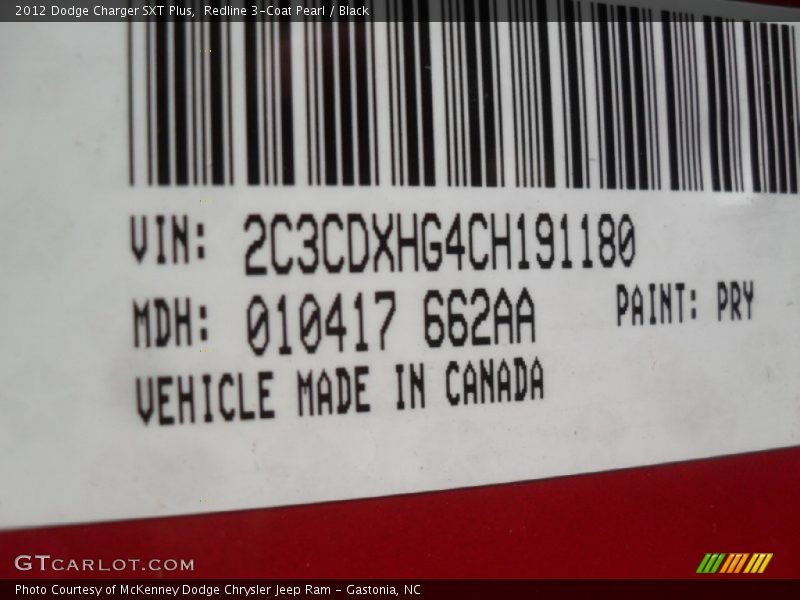 2012 Dodge Charger SXT Plus, Redline 3-Coat Pearl / Black
VIN: 2C3CDXHG4CH191180
MDH: 010417 662AA PAINT: PRY
VEHICLE MADE IN CANADA
GTCARLOT.COM
Photo Courtesy of McKenney Dodge Chrysler Jeep Ram - Gastonia, NC